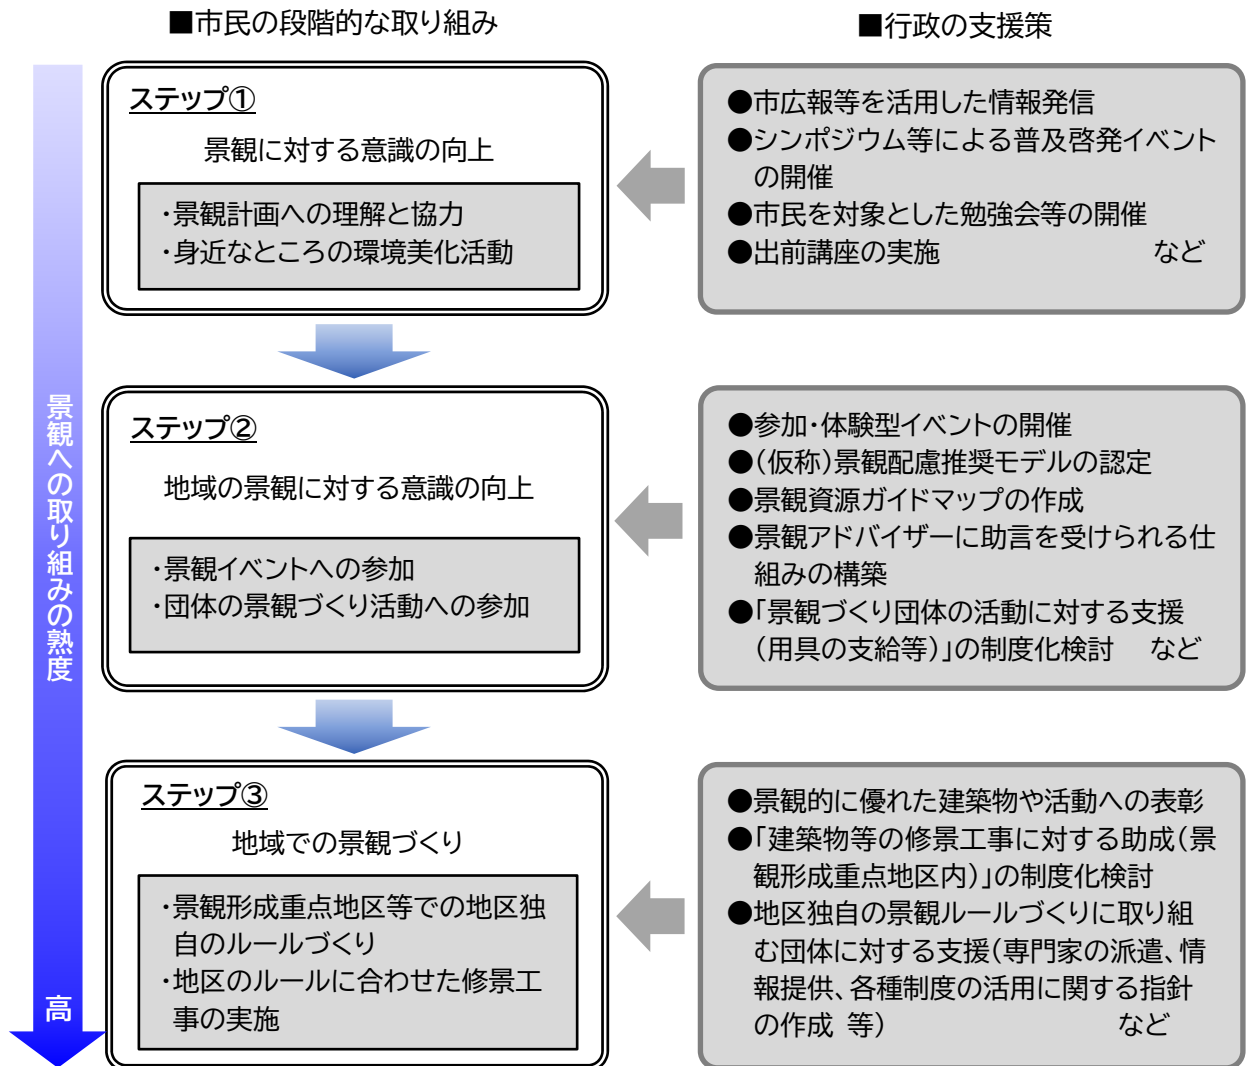 ■市民の段階的な取り組み
■行政の支援策
景観への取り組みの熟度
高
ステップ①
景観に対する意識の向上
・景観計画への理解と協力
・身近なところの環境美化活動
●市広報等を活用した情報発信
●シンポジウム等による普及啓発イベント
の開催
●市民を対象とした勉強会等の開催
●出前講座の実施 など
ステップ②
地域の景観に対する意識の向上
・景観イベントへの参加
・団体の景観づくり活動への参加
●参加・体験型イベントの開催
●(仮称)景観配慮推奨モデルの認定
●景観資源ガイドマップの作成
●景観アドバイザーに助言を受けられる仕
組みの構築
●「景観づくり団体の活動に対する支援
(用具の支給等)」の制度化検討 など
ステップ③
地域での景観づくり
・景観形成重点地区等での地区独
自のルールづくり
・地区のルールに合わせた修景工
事の実施
●景観的に優れた建築物や活動への表彰
●「建築物等の修景工事に対する助成(景
観形成重点地区内)」の制度化検討
●地区独自の景観ルールづくりに取り組
む団体に対する支援(専門家の派遣、情
報提供、各種制度の活用に関する指針
の作成 等) など